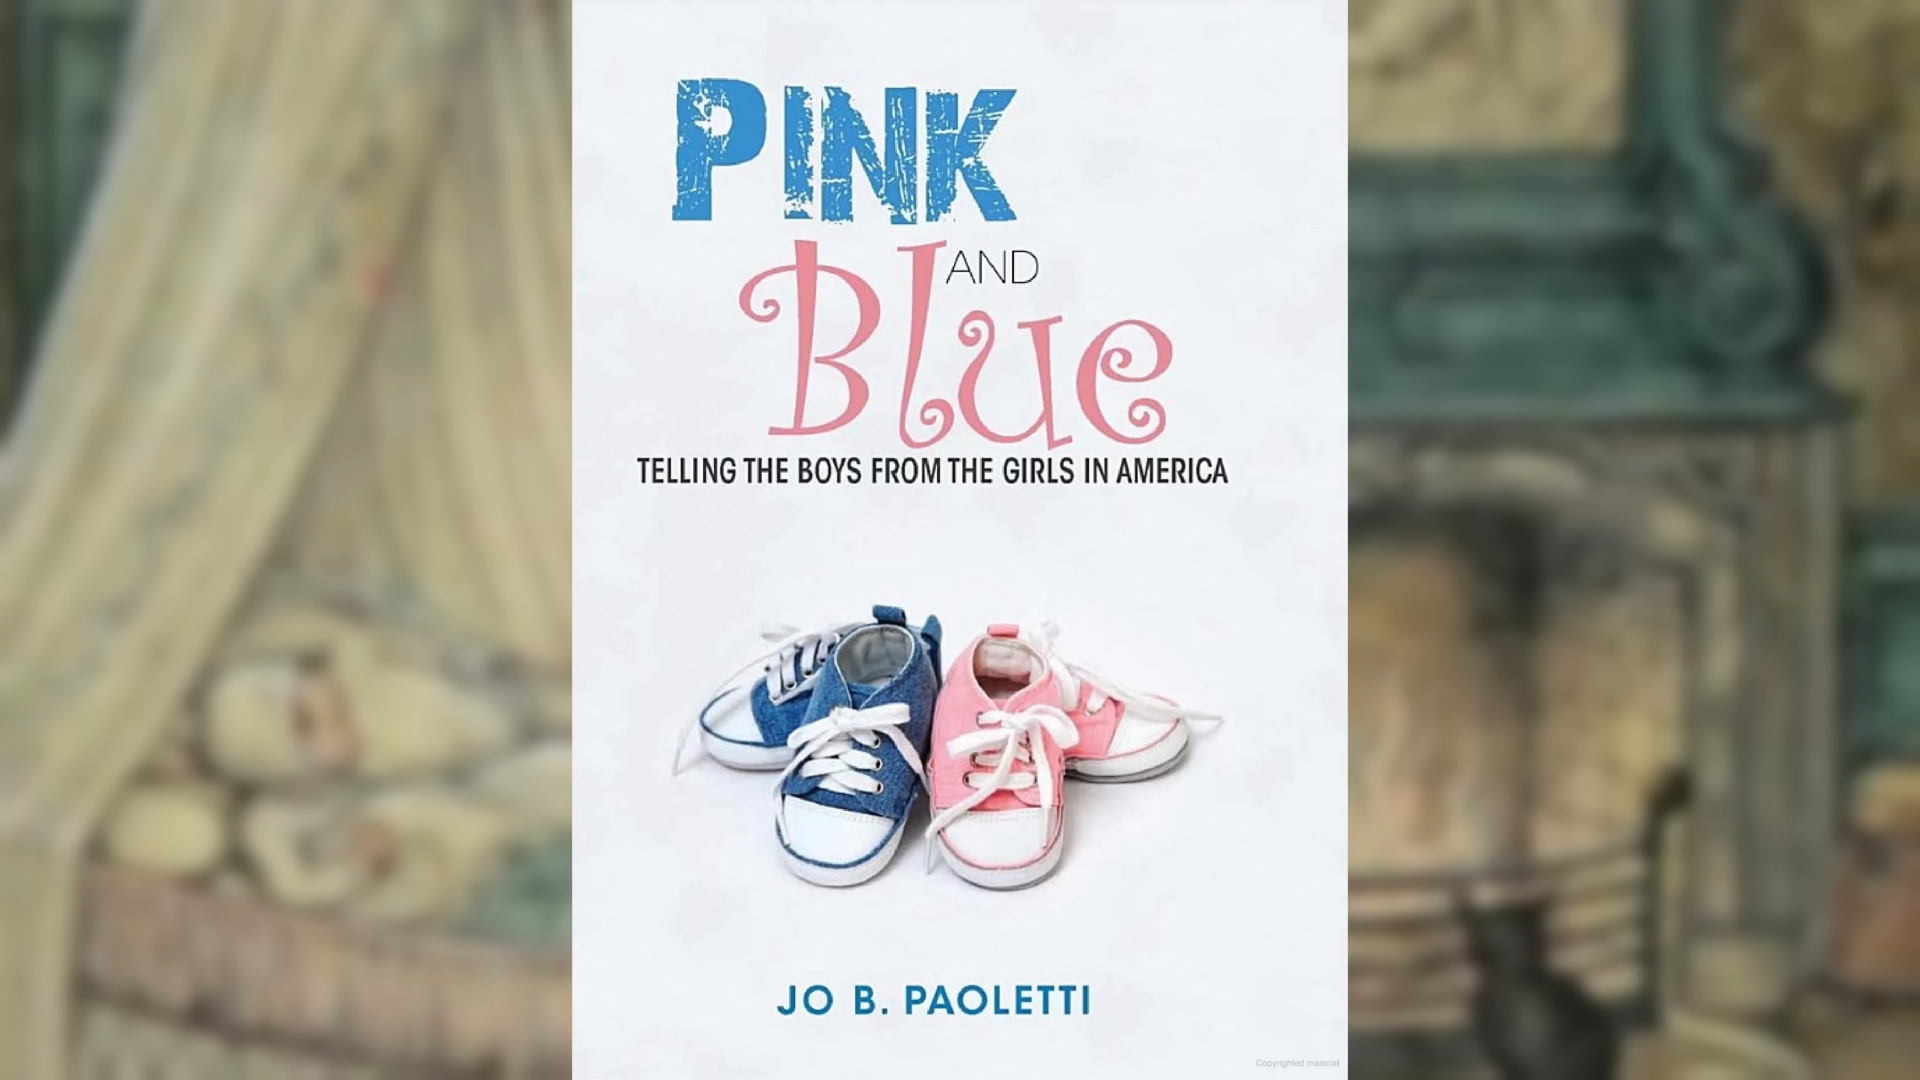 PINK
AND
Blue
TELLING THE BOYS FROM THE GIRLS IN AMERICA
JO B. PAOLETTI
Copyrighted material